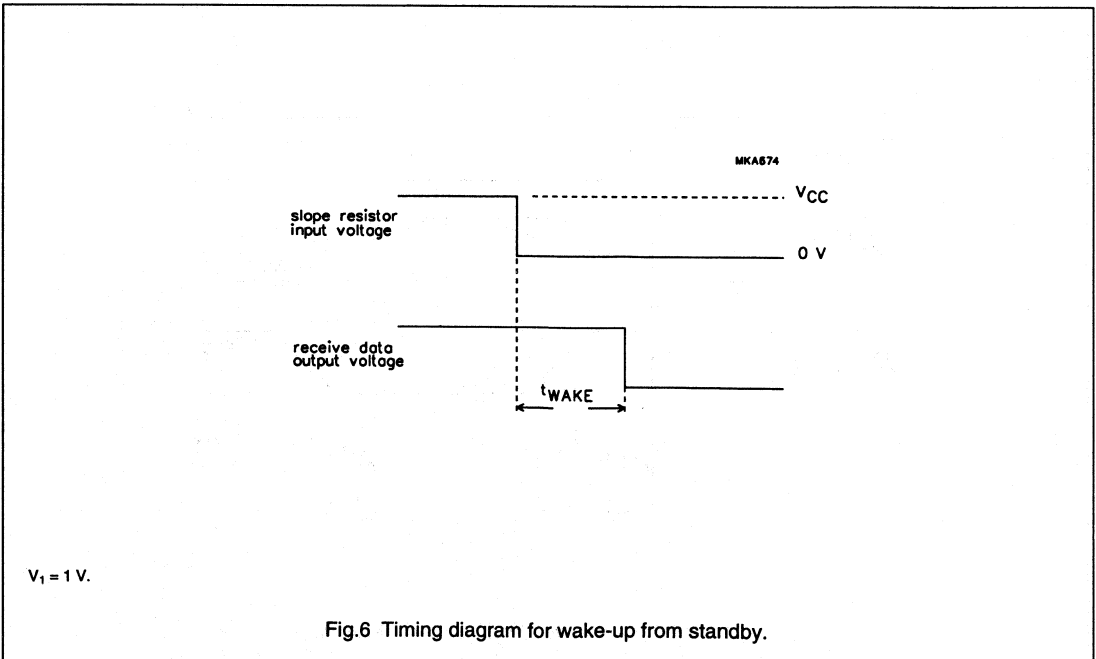 MKA674
VCC
slope resistor
input voltage
0 V
receive data
output voltage
tWAKE
V1 = 1 V.
Fig.6 Timing diagram for wake-up from standby.